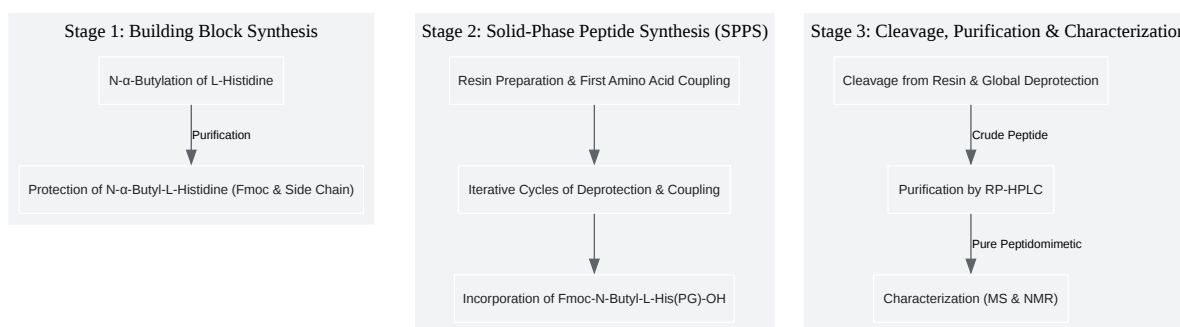 Stage 1: Building Block Synthesis
N-α-Butylation of L-Histidine
Purification
Protection of N-α-Butyl-L-Histidine (Fmoc & Side Chain)
Stage 2: Solid-Phase Peptide Synthesis (SPPS)
Resin Preparation & First Amino Acid Coupling
Iterative Cycles of Deprotection & Coupling
Incorporation of Fmoc-N-Butyl-L-His(PG)-OH
Stage 3: Cleavage, Purification & Characterization
Cleavage from Resin & Global Deprotection
Crude Peptide
Purification by RP-HPLC
Pure Peptidomimetic
Characterization (MS & NMR)